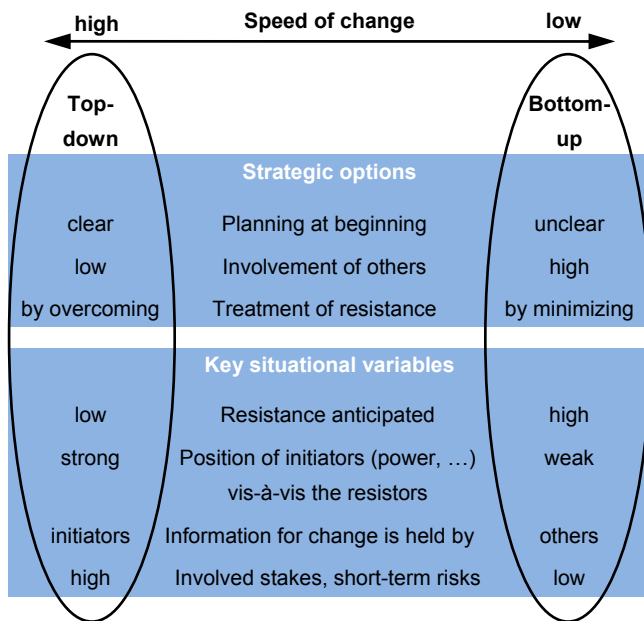 high Speed of change low
Top- Bottom-
down up
Strategic options
clear Planning at beginning unclear
low Involvement of others high
by overcoming Treatment of resistance by minimizing
Key situational variables
low Resistance anticipated high
strong Position of initiators (power, …) weak
vis-à-vis the resistors
initiators Information for change is held by others
high Involved stakes, short-term risks low